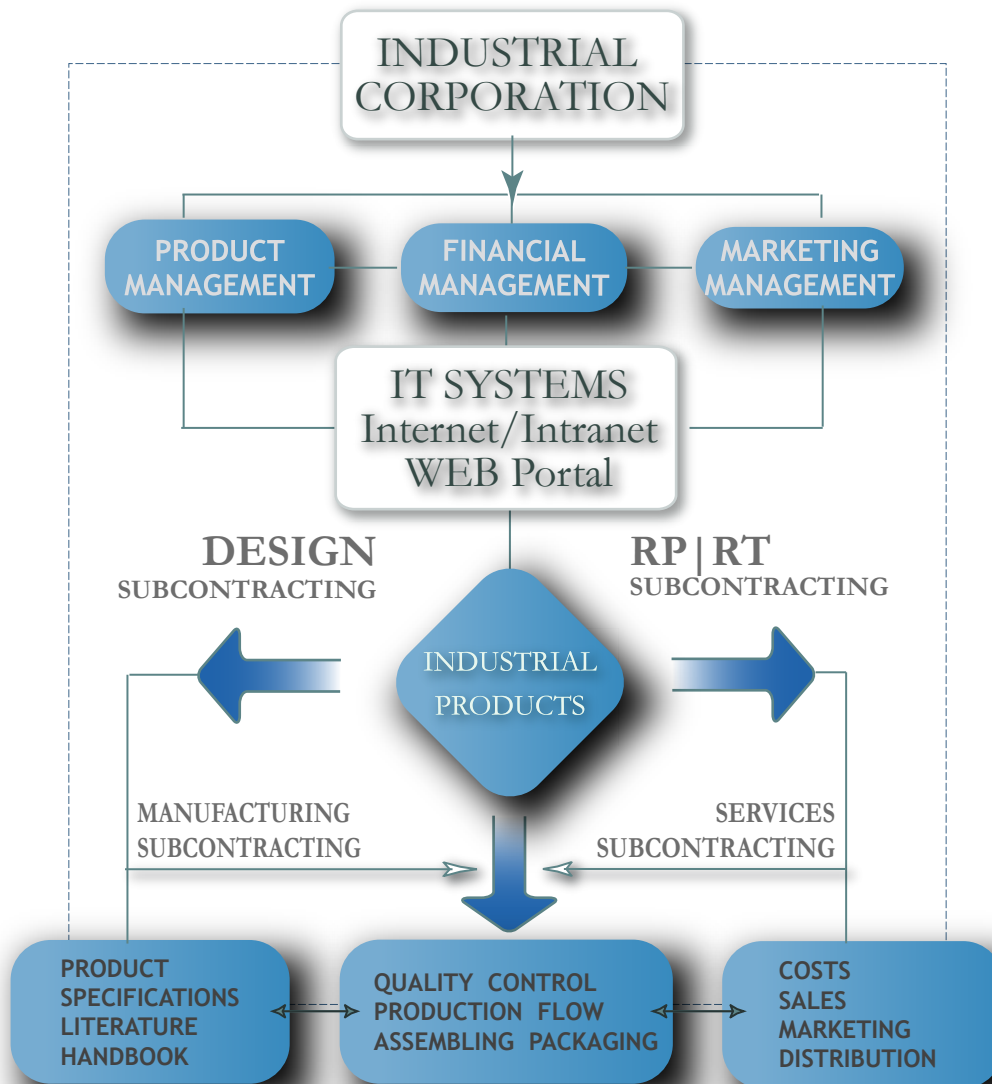 INDUSTRIAL
CORPORATION
PRODUCT
MANAGEMENT
FINANCIAL
MANAGEMENT
MARKETING
MANAGEMENT
IT SYSTEMS
Internet/Intranet
WEB Portal
DESIGN
SUBCONTRACTING
RP|RT
SUBCONTRACTING
INDUSTRIAL
PRODUCTS
MANUFACTURING
SUBCONTRACTING
SERVICES
SUBCONTRACTING
PRODUCT
SPECIFICATIONS
LITERATURE
HANDBOOK
QUALITY CONTROL
PRODUCTION FLOW
ASSEMBLING PACKAGING
COSTS
SALES
MARKETING
DISTRIBUTION